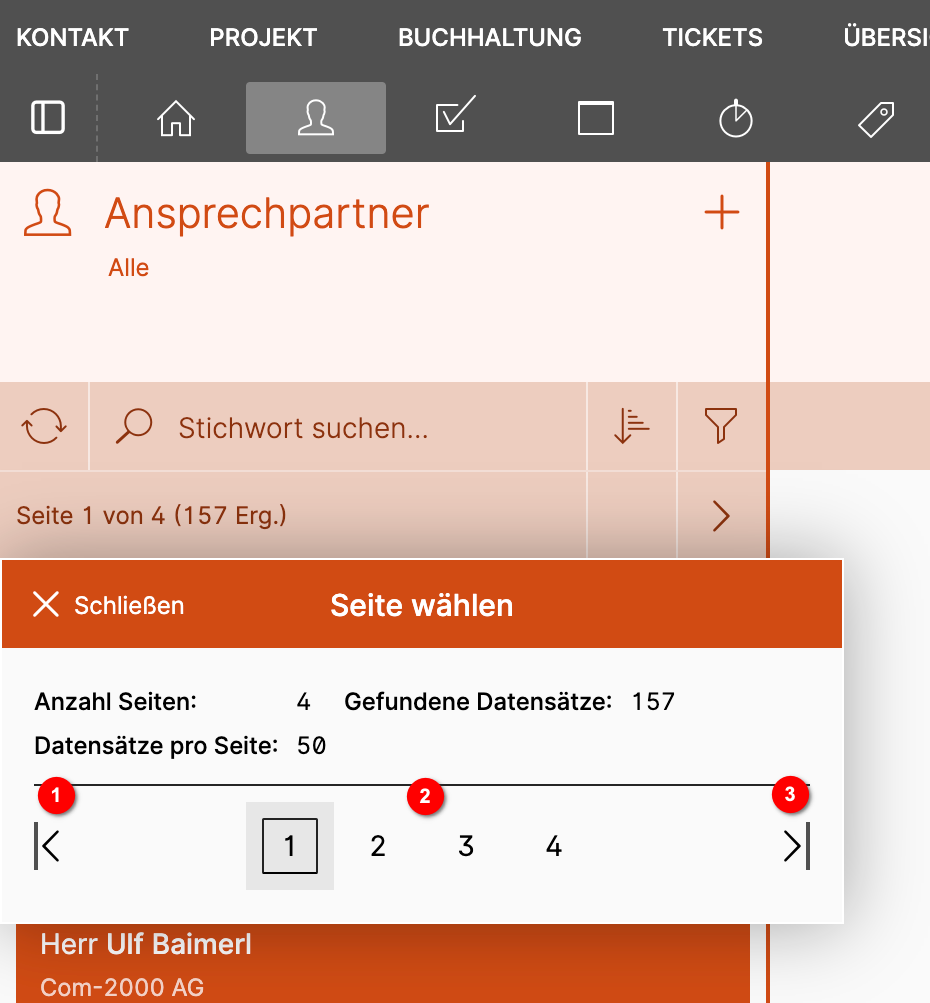 KONTAKT PROJEKT BUCHHALTUNG TICKETS ÜBERSI
Ansprechpartner
Alle
Stichwort suchen...
Seite 1 von 4 (157 Erg.)
Schließen Seite wählen
Anzahl Seiten: 4 Gefundene Datensätze: 157
Datensätze pro Seite: 50
1 2 3
1 2 3 4
Herr Ulf Baimerl
Com-2000 AG